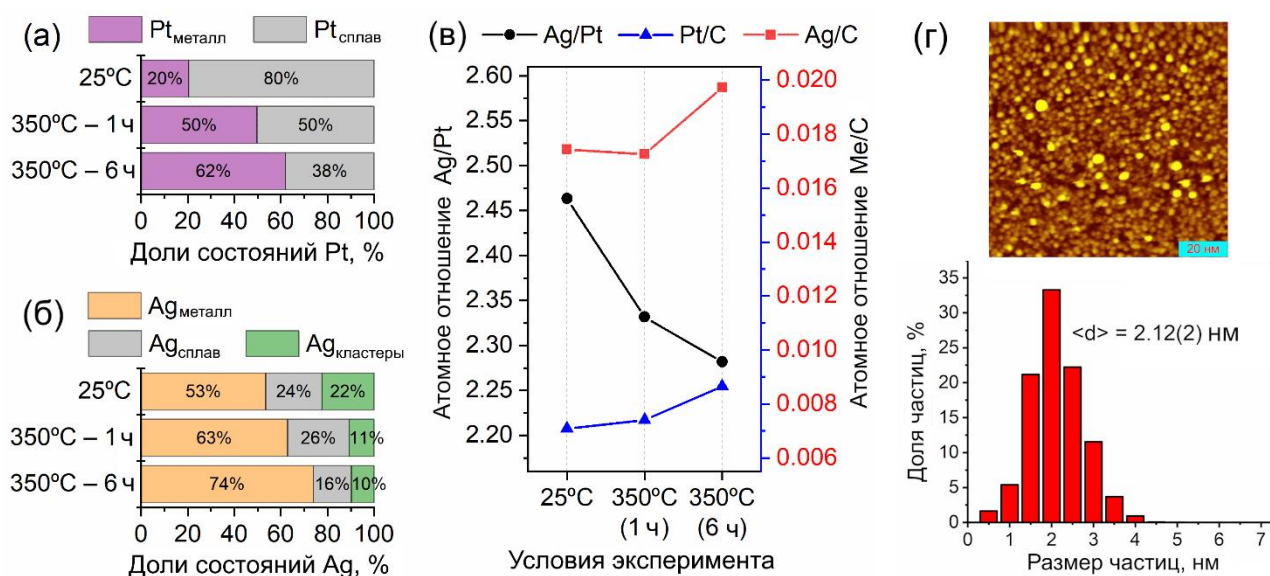 (а)
Ptметалл Ptсплав
25ºC 20% 80%
350ºC – 1 ч 50% 50%
350ºC – 6 ч 62% 38%
0 20 40 60 80 100
Доли состояний Pt, %
(б)
Agметалл
Agсплав Agкластеры
25ºC 53% 24% 22%
350ºC – 1 ч 63% 26% 11%
350ºC – 6 ч 74% 16% 10%
0 20 40 60 80 100
Доли состояний Ag, %
(в)
Ag/Pt Pt/C Ag/C
Атомное отношение Ag/Pt
2.60
2.55
2.50
2.45
2.40
2.35
2.30
2.25
2.20
0.020
0.018
0.016
0.014
0.012
0.010
0.008
0.006
Атомное отношение Me/C
25ºC 350ºC 350ºC
(1 ч) (6 ч)
Условия эксперимента
(г)
20 нм
Доля частиц, %
35
30
25
20
15
10
5
0
<d> = 2.12(2) нм
0 1 2 3 4 5 6 7
Размер частиц, нм